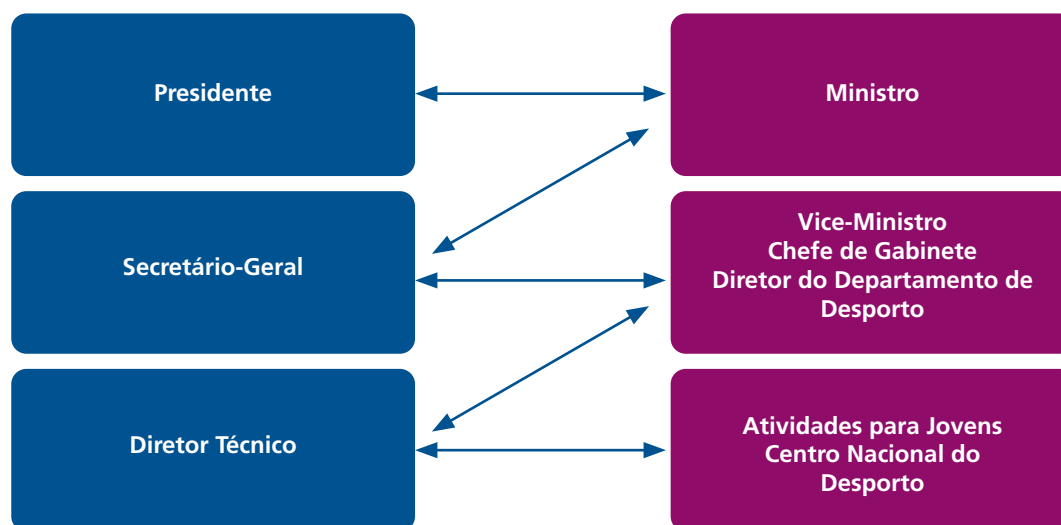 Presidente
Ministro
Secretário-Geral
Vice-Ministro
Chefe de Gabinete
Diretor do Departamento de
Desporto
Diretor Técnico
Atividades para Jovens
Centro Nacional do
Desporto